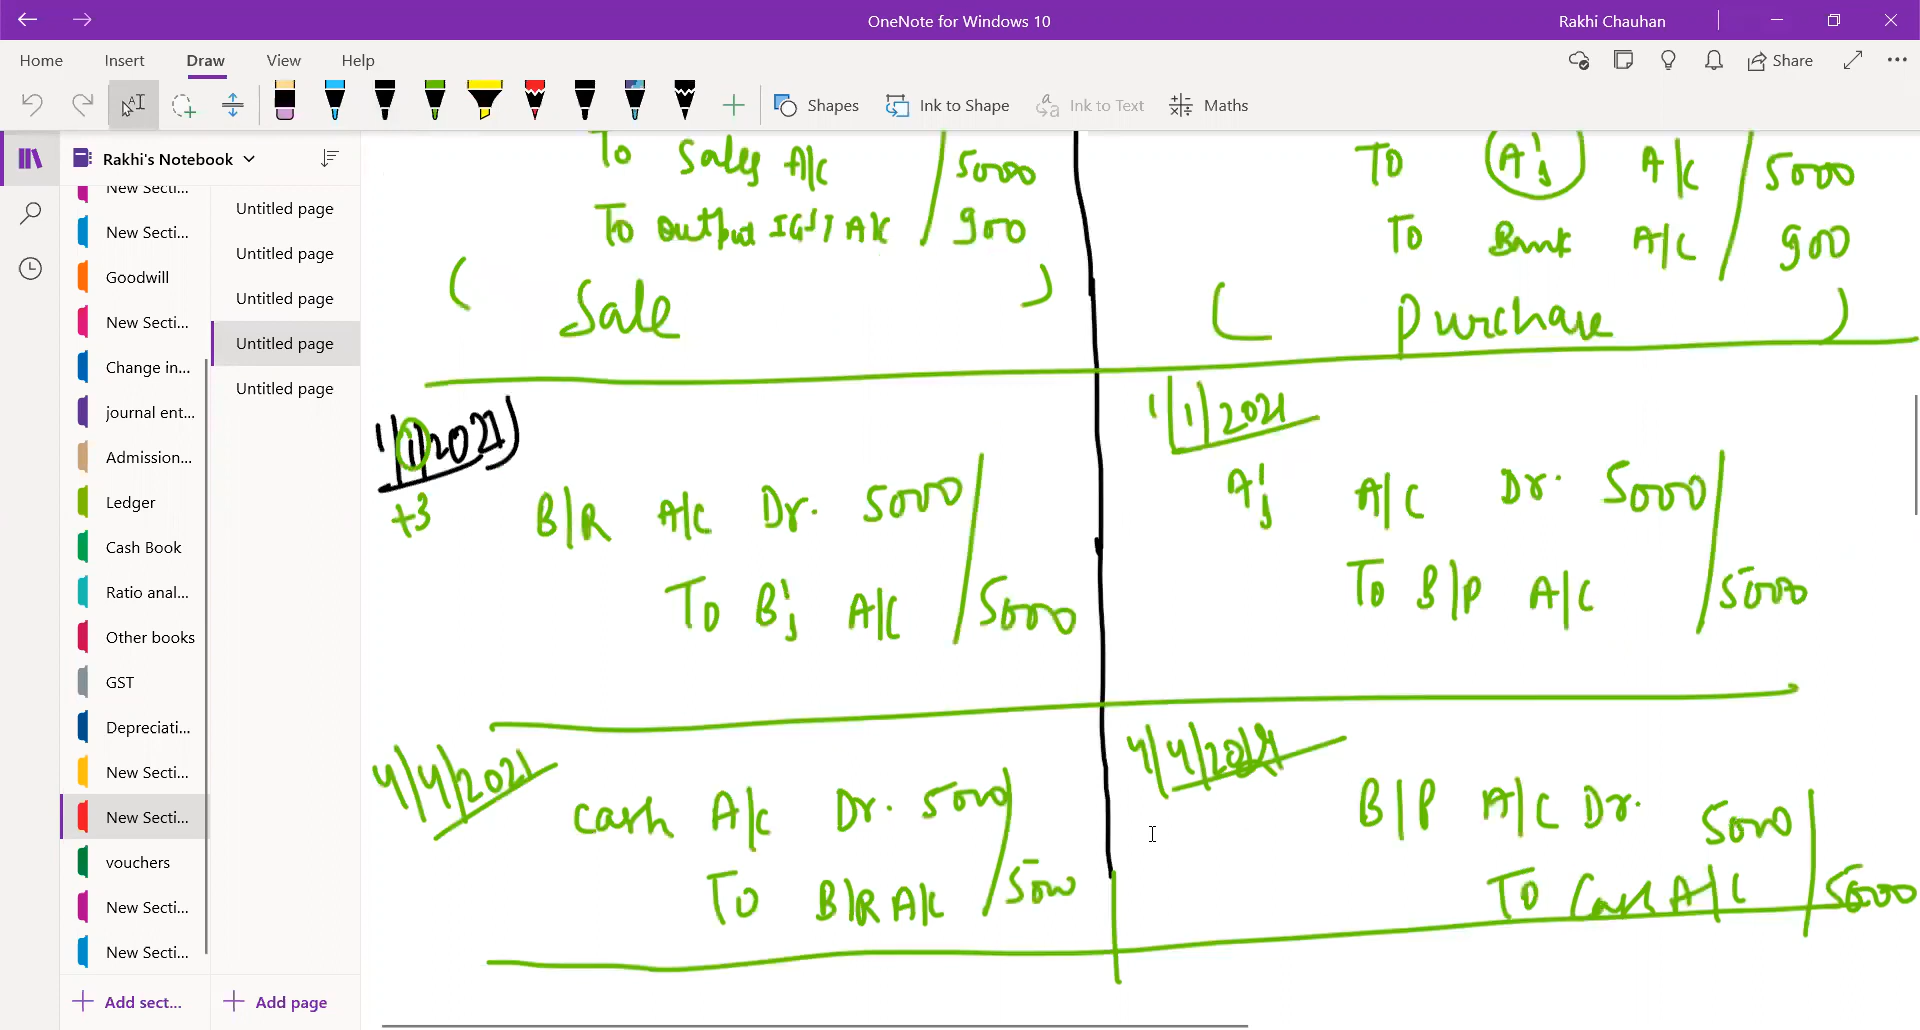 OneNote for Windows 10
Rakhi Chauhan
Home Insert Draw View Help
Share
Shapes
Ink to Shape
Ink to Text
Maths
Rakhi's Notebook
New Secti...
New Secti...
Goodwill
New Secti...
Change in...
journal ent...
Admission...
Ledger
Cash Book
Ratio anal...
Other books
GST
Depreciati...
New Secti...
New Secti...
vouchers
New Secti...
New Secti...
Add sect...
Untitled page
Untitled page
Untitled page
Untitled page
Untitled page
Add page
To Sales A/c 5000
To output IGST A/c 900
( Sale )
To A's A/c 5000
To Bank A/c 900
( Purchase )
1/1/2021
+3
B/R A/c Dr. 5000
To B's A/c 5000
1/1/2021
A's A/c Dr. 5000
To B/P A/c 5000
4/4/2021
cash A/c Dr. 5000
To B/R A/c 5000
4/4/2021
B/P A/c Dr. 5000
To Cash A/c 5000